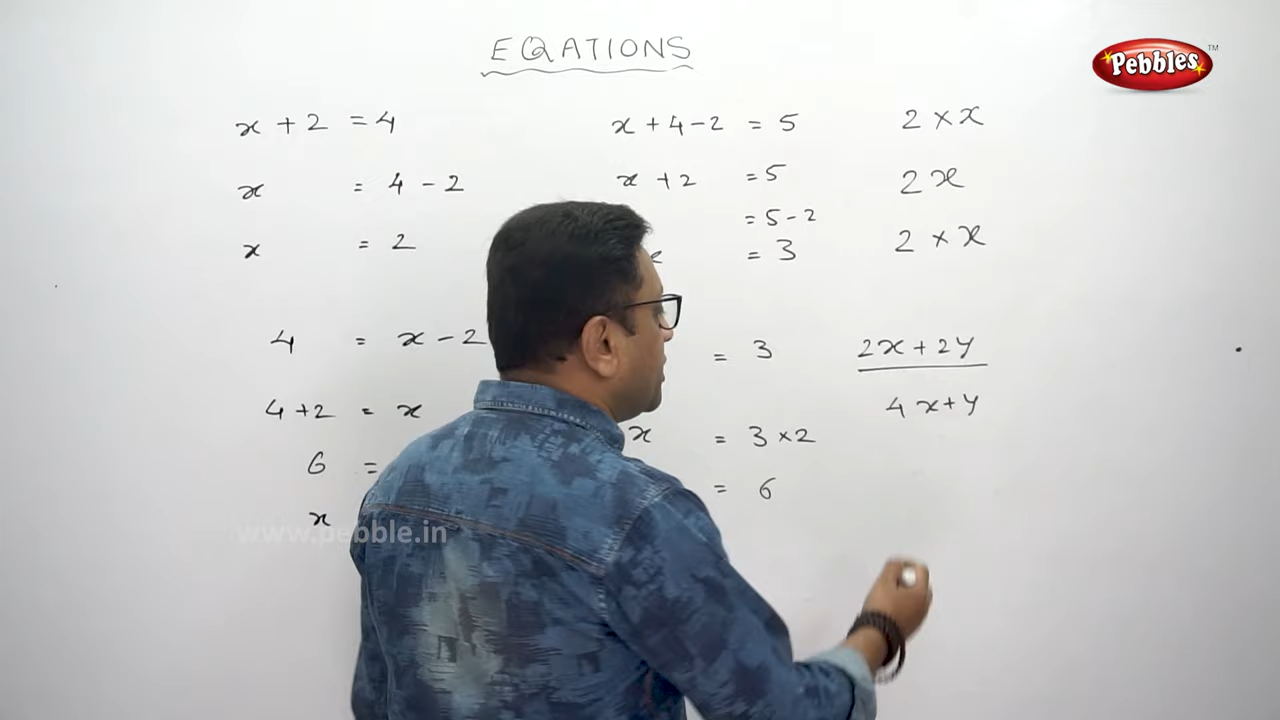 EQATIONS
Pebbles
TM
x + 2 = 4
x = 4 - 2
x = 2
4 = x - 2
4 + 2 = x
6 =
x
x + 4 - 2 = 5
x + 2 = 5
= 5 - 2
= 3
= 3
x = 3 × 2
= 6
2 × x
2x
2 × x
2x + 2y
4x + y
www.pebble.in